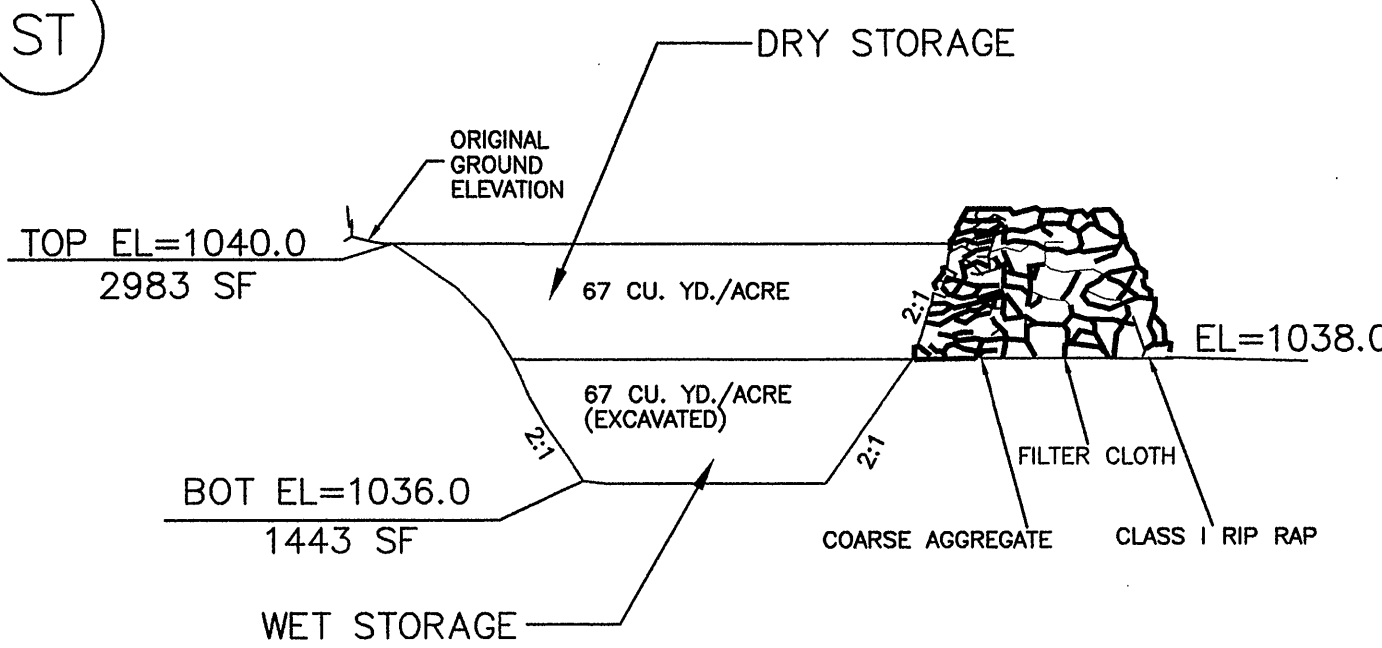 ST
DRY STORAGE
ORIGINAL
GROUND
ELEVATION
TOP EL=1040.0
2983 SF
67 CU. YD./ACRE
2:1
EL=1038.0
67 CU. YD./ACRE
(EXCAVATED)
2:1
2:1
FILTER CLOTH
BOT EL=1036.0
1443 SF
COARSE AGGREGATE
CLASS I RIP RAP
WET STORAGE